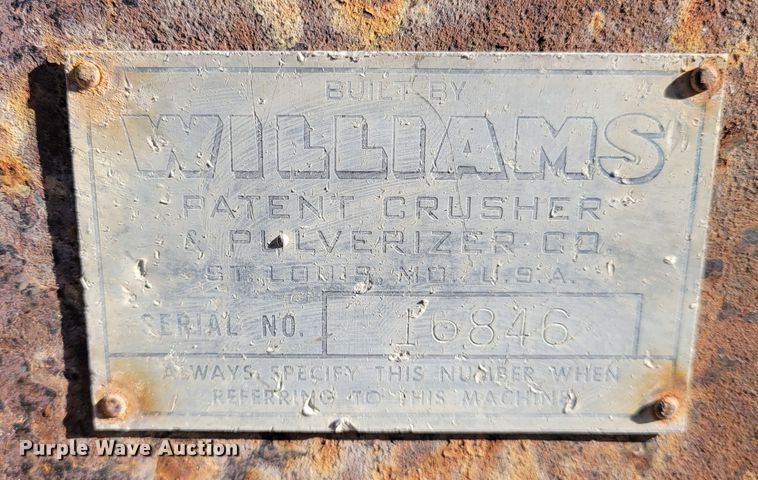 BUILT BY
WILLIAMS
PATENT CRUSHER
& PULVERIZER CO
ST. LOUIS, MO., U.S.A.
SERIAL NO. 16846
ALWAYS SPECIFY THIS NUMBER WHEN
REFERRING TO THIS MACHINE
Purple Wave Auction